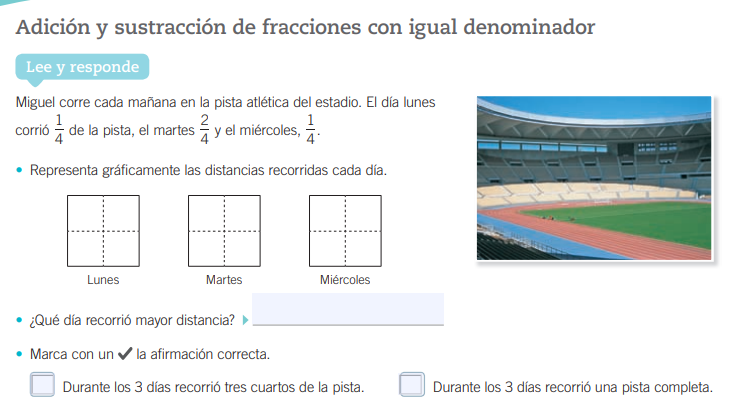 Adición y sustracción de fracciones con igual denominador
Lee y responde
Miguel corre cada mañana en la pista atlética del estadio. El día lunes
corrió 1/4 de la pista, el martes 2/4 y el miércoles, 1/4.
• Representa gráficamente las distancias recorridas cada día.
Lunes Martes Miércoles
• ¿Qué día recorrió mayor distancia?
• Marca con un ✔ la afirmación correcta.
Durante los 3 días recorrió tres cuartos de la pista. Durante los 3 días recorrió una pista completa.